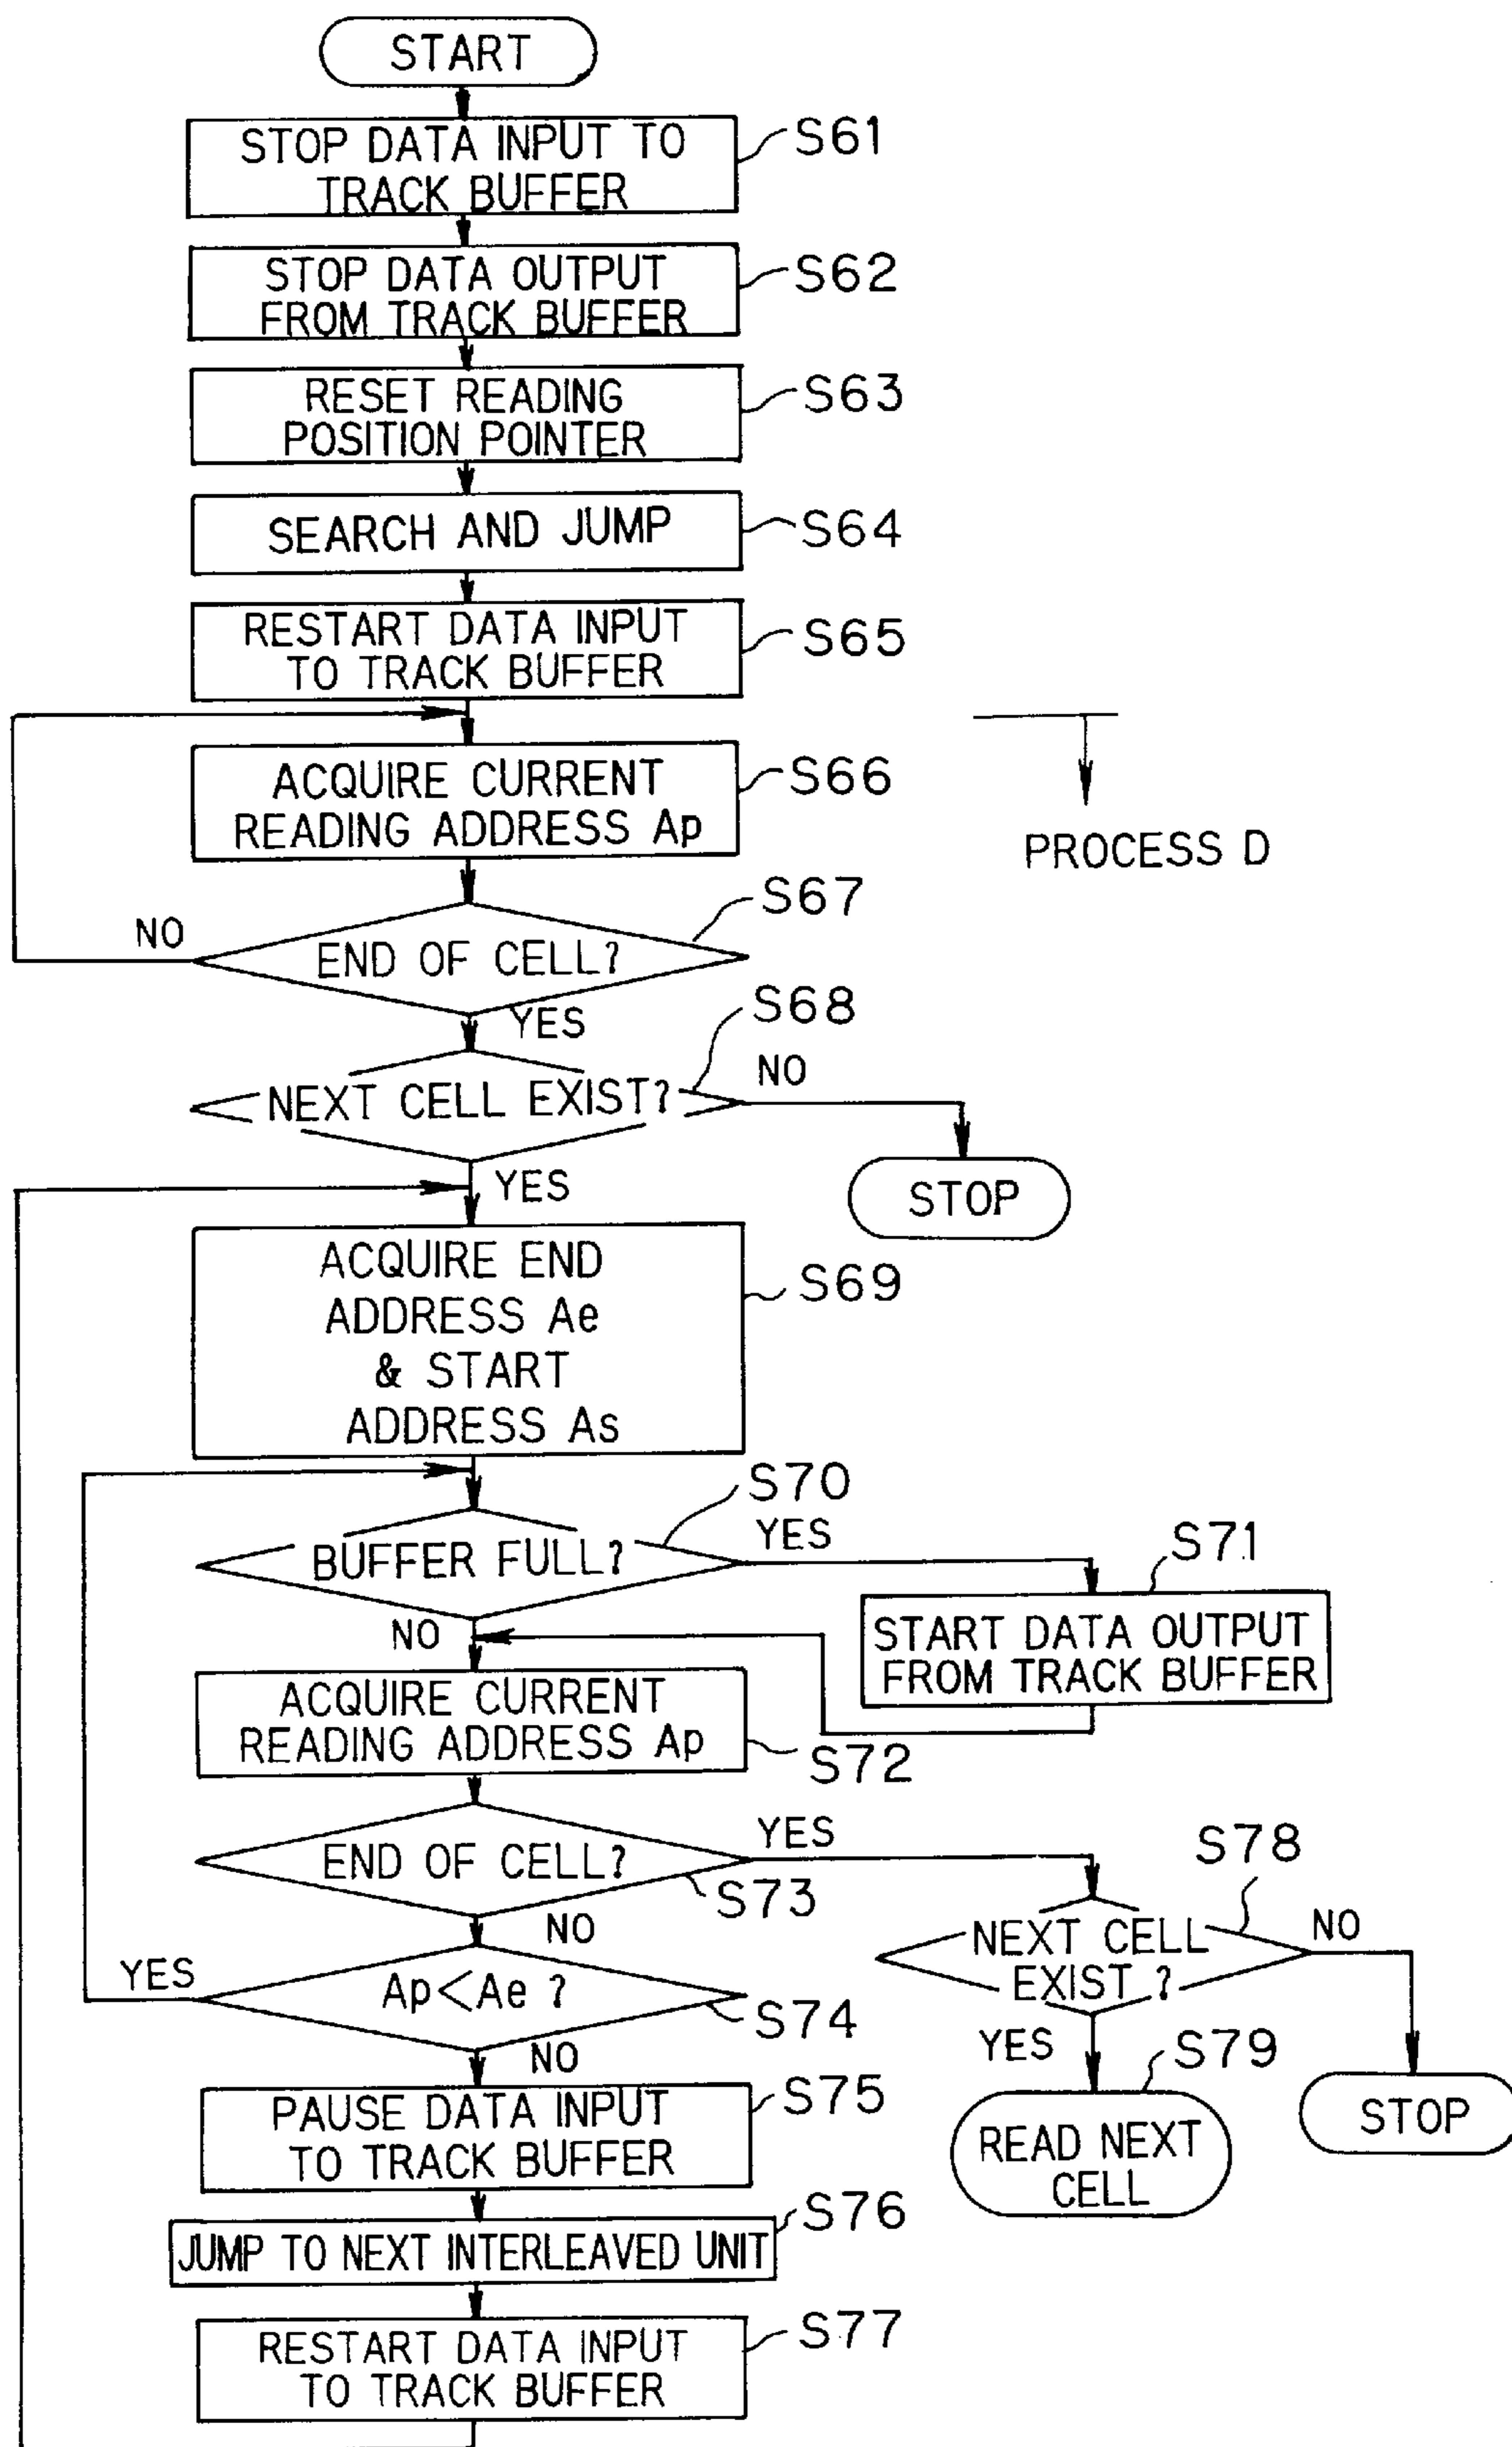 START
STOP DATA INPUT TO
TRACK BUFFER
S61
STOP DATA OUTPUT
FROM TRACK BUFFER
S62
RESET READING
POSITION POINTER
S63
SEARCH AND JUMP
S64
RESTART DATA INPUT
TO TRACK BUFFER
S65
ACQUIRE CURRENT
READING ADDRESS Ap
S66
PROCESS D
S67
NO
END OF CELL?
YES
S68
NEXT CELL EXIST?
NO
YES
STOP
ACQUIRE END
ADDRESS Ae
& START
ADDRESS As
S69
S70
BUFFER FULL?
YES
S71
NO
START DATA OUTPUT
FROM TRACK BUFFER
ACQUIRE CURRENT
READING ADDRESS Ap
S72
END OF CELL?
YES
S73
NO
S78
NEXT CELL
EXIST ?
NO
YES
Ap<Ae ?
S74
NO
YES
S79
READ NEXT
CELL
STOP
PAUSE DATA INPUT
TO TRACK BUFFER
S75
JUMP TO NEXT INTERLEAVED UNIT
S76
RESTART DATA INPUT
TO TRACK BUFFER
S77